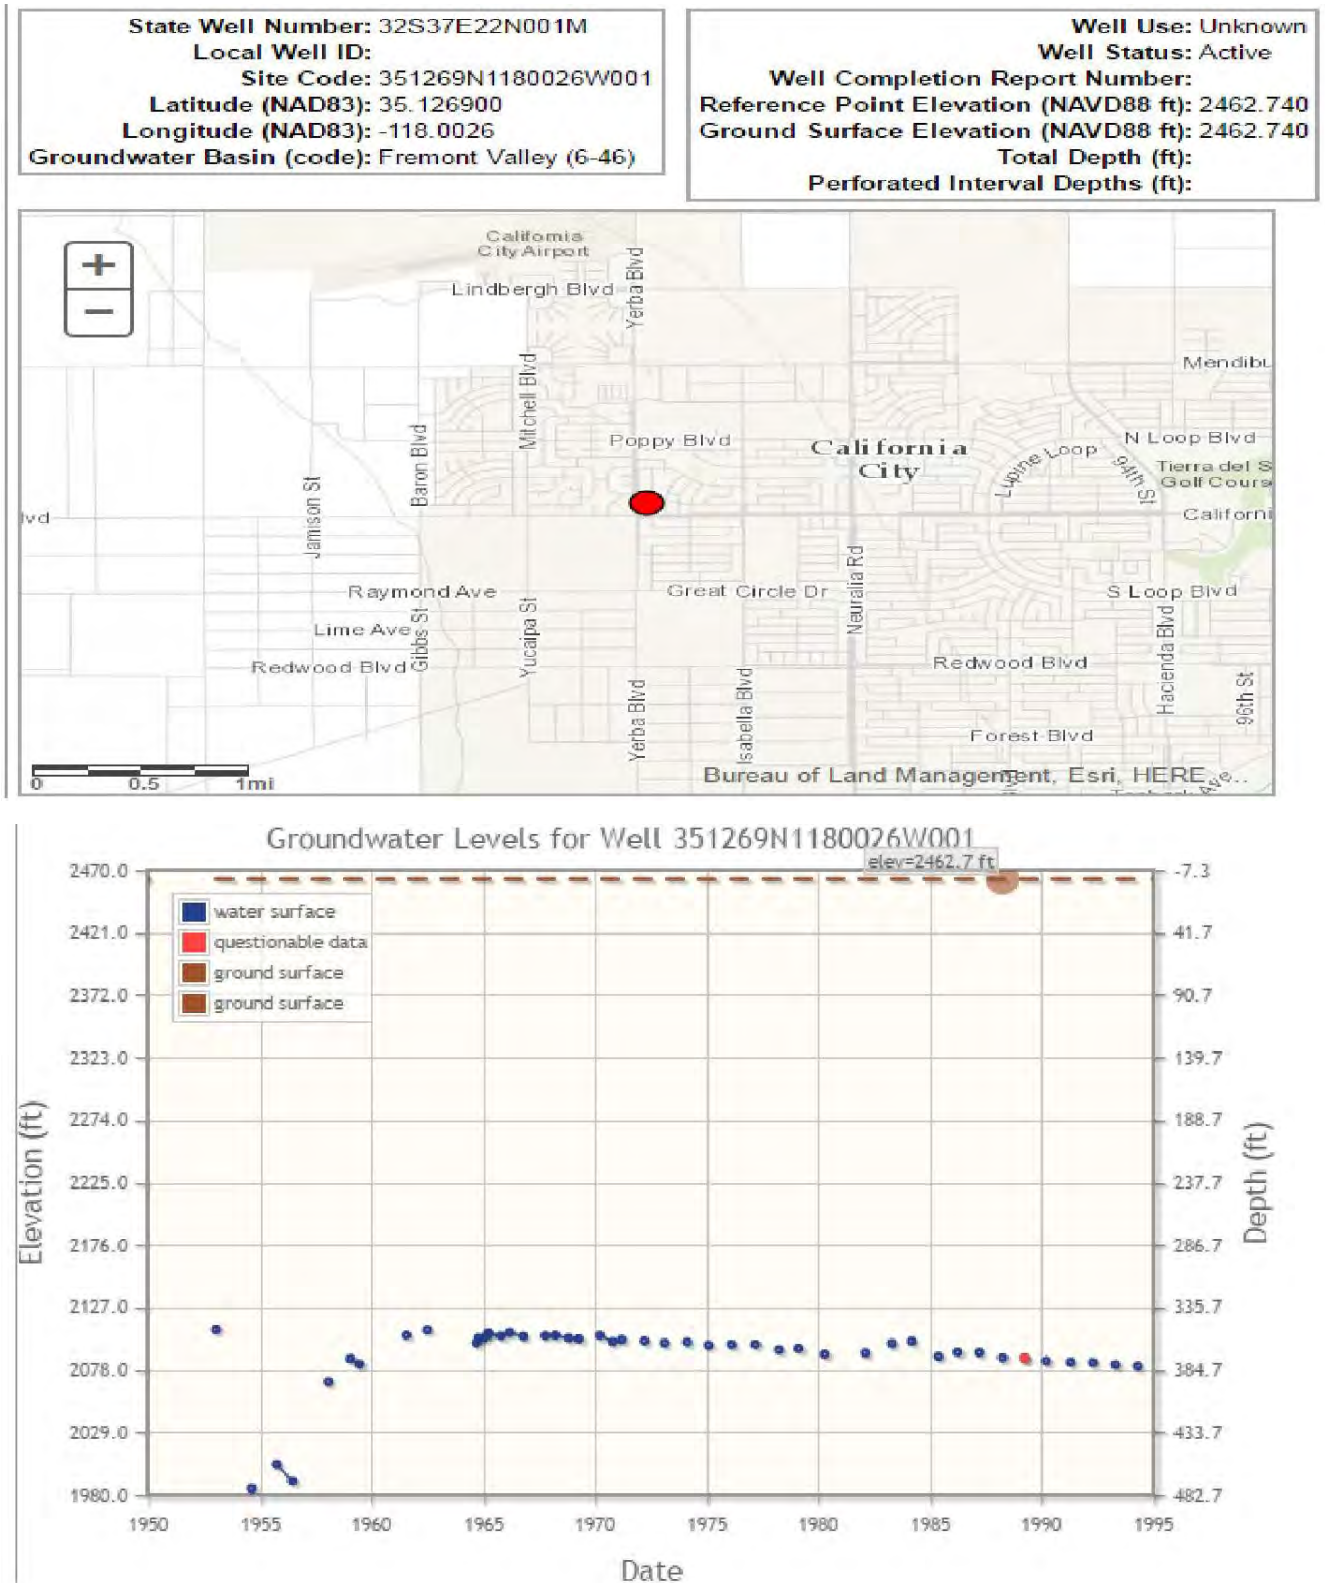 State Well Number: 32S37E22N001M
Local Well ID:
Site Code: 351269N1180026W001
Latitude (NAD83): 35.126900
Longitude (NAD83): -118.0026
Groundwater Basin (code): Fremont Valley (6-46)
Well Use: Unknown
Well Status: Active
Well Completion Report Number:
Reference Point Elevation (NAVD88 ft): 2462.740
Ground Surface Elevation (NAVD88 ft): 2462.740
Total Depth (ft):
Perforated Interval Depths (ft):
+
−
California
City Airport
Lindbergh Blvd
Yerba Blvd
Mendibu
Mitchell Blvd
Baron Blvd
Poppy Blvd
California
City
Lupine Loop
N Loop Blvd
94th St
Tierra del S
Golf Cours
Californi
lvd
Jamison St
Raymond Ave
Great Circle Dr
Neuralia Rd
S Loop Blvd
Lime Ave
Gibbs St
Yucaipa St
Redwood Blvd
Redwood Blvd
Hacienda Blvd
96th St
Yerba Blvd
Isabella Blvd
Forest Blvd
0 0.5 1mi
Bureau of Land Management, Esri, HERE, ...
Ave
Groundwater Levels for Well 351269N1180026W001
elev=2462.7 ft
water surface
questionable data
ground surface
ground surface
Elevation (ft)
2470.0
2421.0
2372.0
2323.0
2274.0
2225.0
2176.0
2127.0
2078.0
2029.0
1980.0
-7.3
41.7
90.7
139.7
188.7
237.7
286.7
335.7
384.7
433.7
482.7
Depth (ft)
1950 1955 1960 1965 1970 1975 1980 1985 1990 1995
Date